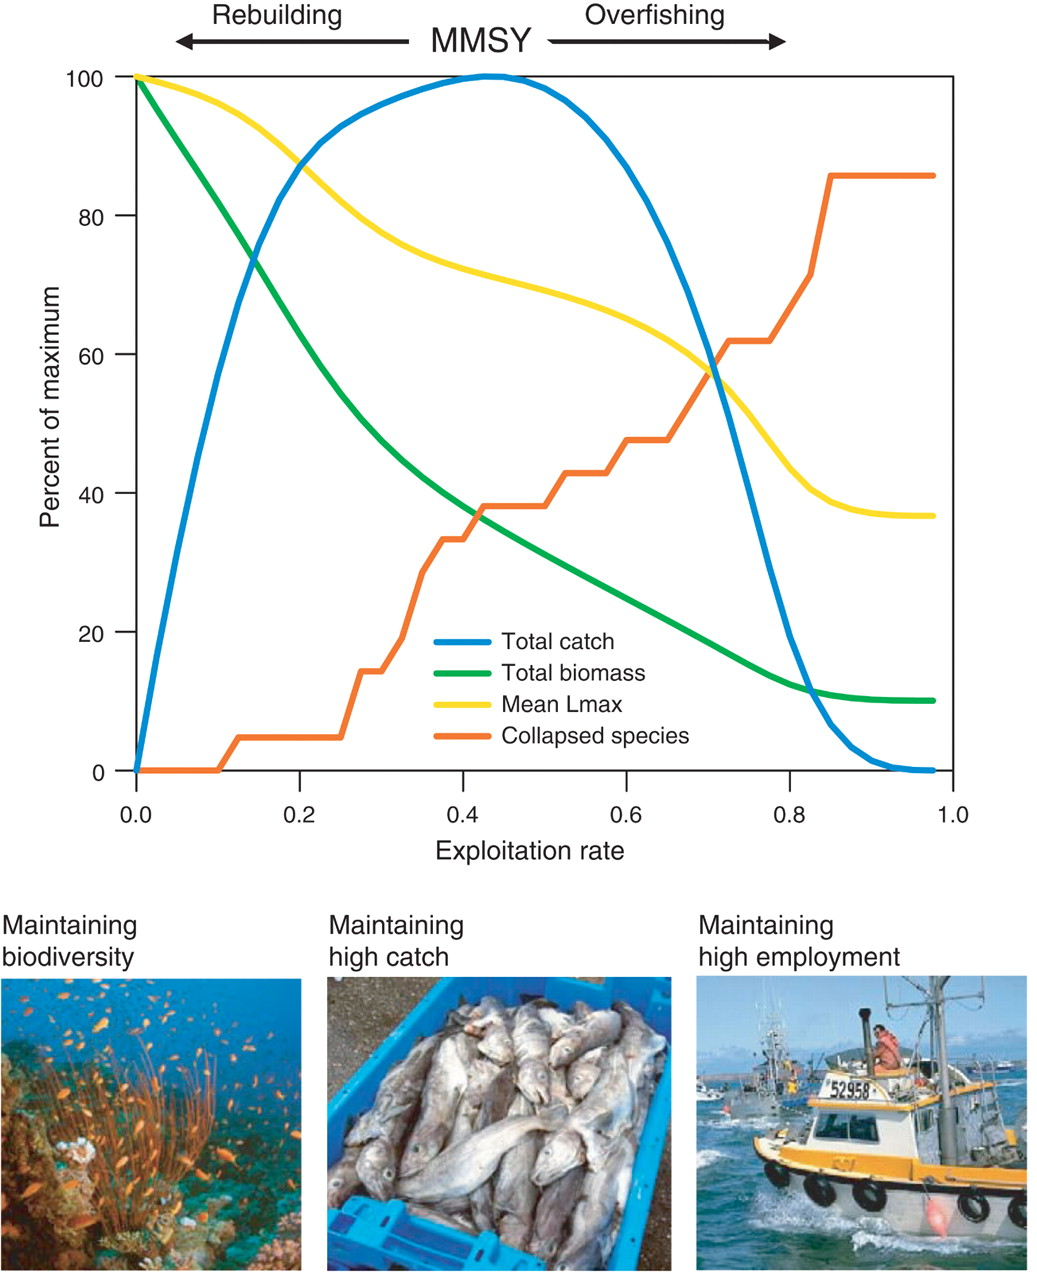 Rebuilding
Overfishing
MMSY
100
80
60
40
20
0
Percent of maximum
Total catch
Total biomass
Mean Lmax
Collapsed species
0.0 0.2 0.4 0.6 0.8 1.0
Exploitation rate
Maintaining
biodiversity
Maintaining
high catch
Maintaining
high employment
52958